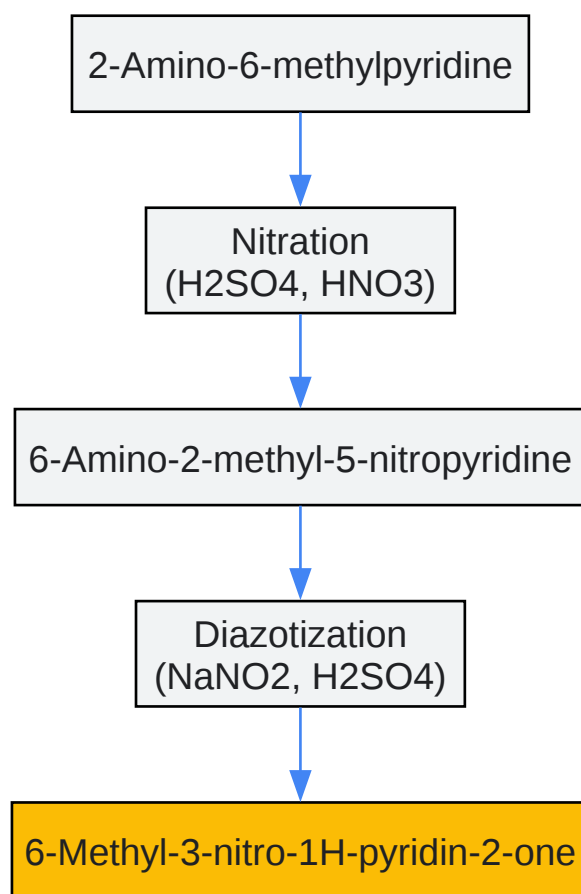 2-Amino-6-methylpyridine
Nitration
(H2SO4, HNO3)
6-Amino-2-methyl-5-nitropyridine
Diazotization
(NaNO2, H2SO4)
6-Methyl-3-nitro-1H-pyridin-2-one